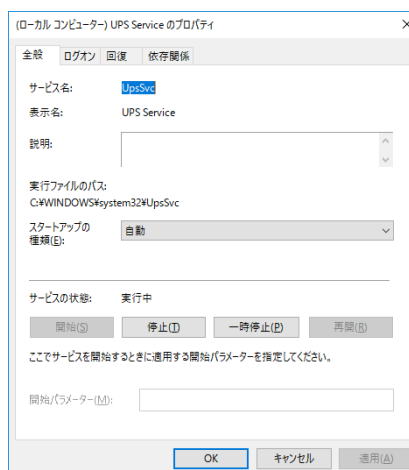 (ローカル コンピューター) UPS Service のプロパティ
全般 ログオン 回復 依存関係
サービス名: UpsSvc
表示名: UPS Service
説明:
実行ファイルのパス:
C:¥WINDOWS¥system32¥UpsSvc
スタートアップの
種類(E): 自動
サービスの状態: 実行中
開始(S) 停止(T) 一時停止(P) 再開(R)
ここでサービスを開始するときに適用する開始パラメーターを指定してください。
開始パラメーター(M):
OK キャンセル 適用(A)